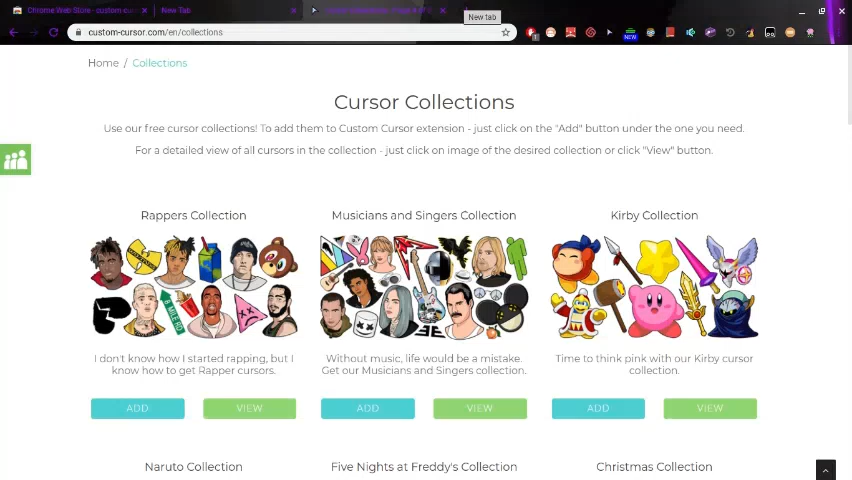 Chrome Web Store - custom cur
New Tab
New tab
custom-cursor.com/en/collections
1
NEW
Home / Collections
Cursor Collections
Use our free cursor collections! To add them to Custom Cursor extension - just click on the "Add" button under the one you need.
For a detailed view of all cursors in the collection - just click on image of the desired collection or click "View" button.
Rappers Collection
Musicians and Singers Collection
Kirby Collection
8 MILE RD
I don't know how I started rapping, but I
know how to get Rapper cursors.
Without music, life would be a mistake.
Get our Musicians and Singers collection.
Time to think pink with our Kirby cursor
collection.
ADD
VIEW
ADD
VIEW
ADD
VIEW
Naruto Collection
Five Nights at Freddy's Collection
Christmas Collection